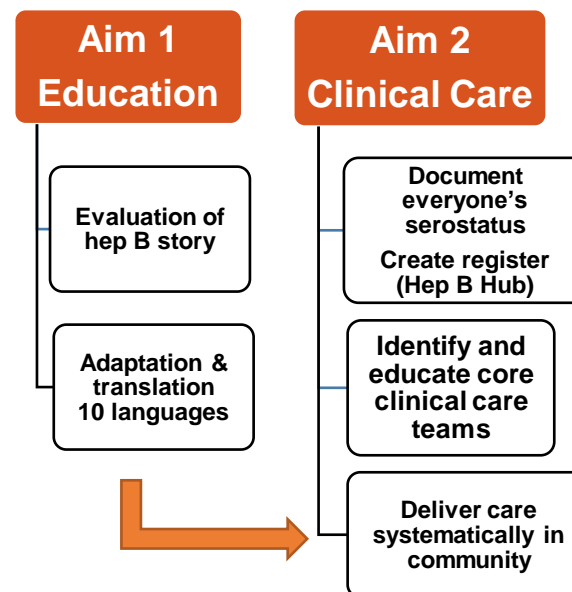 Aim 1
Education
Evaluation of
hep B story
Adaptation &
translation
10 languages
Aim 2
Clinical Care
Document
everyone's
serostatus
Create register
(Hep B Hub)
Identify and
educate core
clinical care
teams
Deliver care
systematically in
community